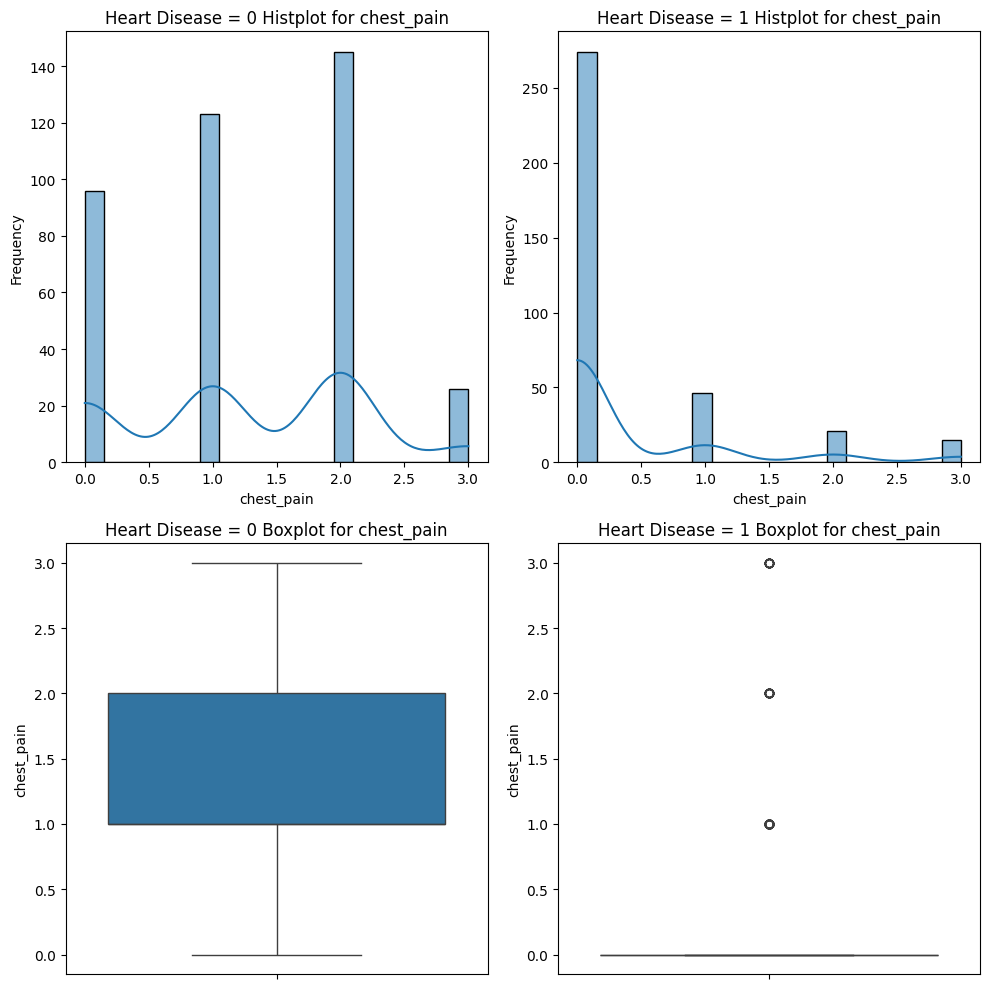 Heart Disease = 0 Histplot for chest_pain
140
120
100
80
60
40
20
0
Frequency
0.0 0.5 1.0 1.5 2.0 2.5 3.0
chest_pain
Heart Disease = 1 Histplot for chest_pain
250
200
150
100
50
0
Frequency
0.0 0.5 1.0 1.5 2.0 2.5 3.0
chest_pain
Heart Disease = 0 Boxplot for chest_pain
3.0
2.5
2.0
1.5
1.0
0.5
0.0
chest_pain
Heart Disease = 1 Boxplot for chest_pain
3.0
2.5
2.0
1.5
1.0
0.5
0.0
chest_pain